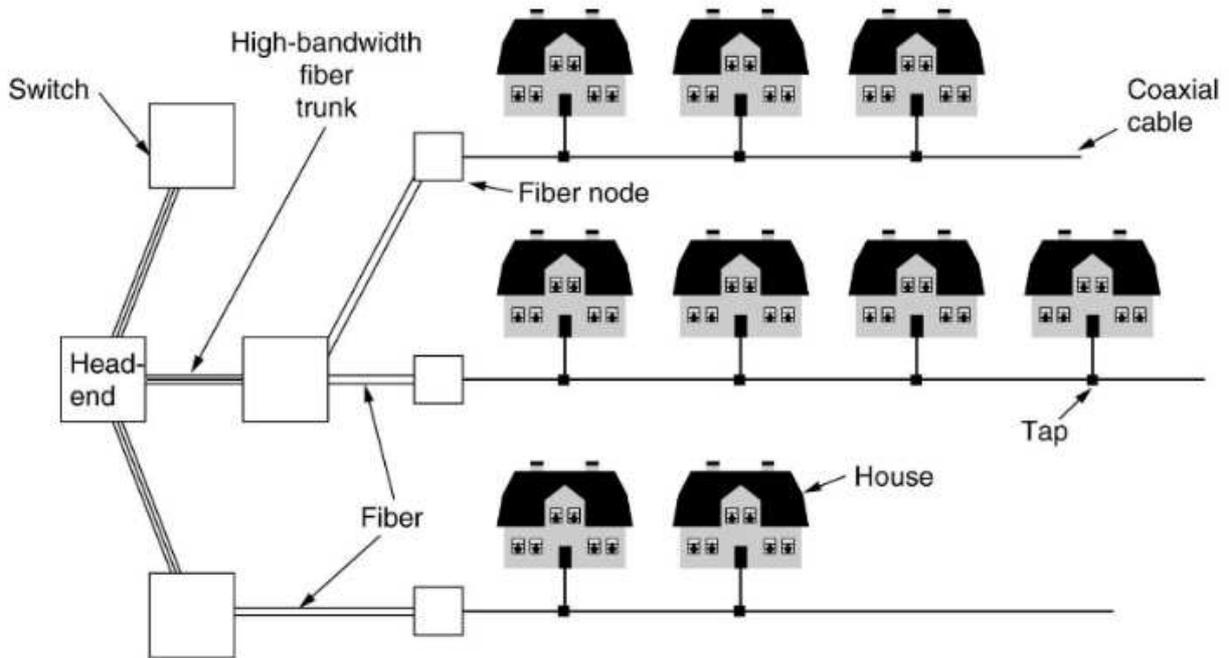 High-bandwidth
fiber
trunk
Switch
Coaxial
cable
Fiber node
Head-
end
Tap
House
Fiber